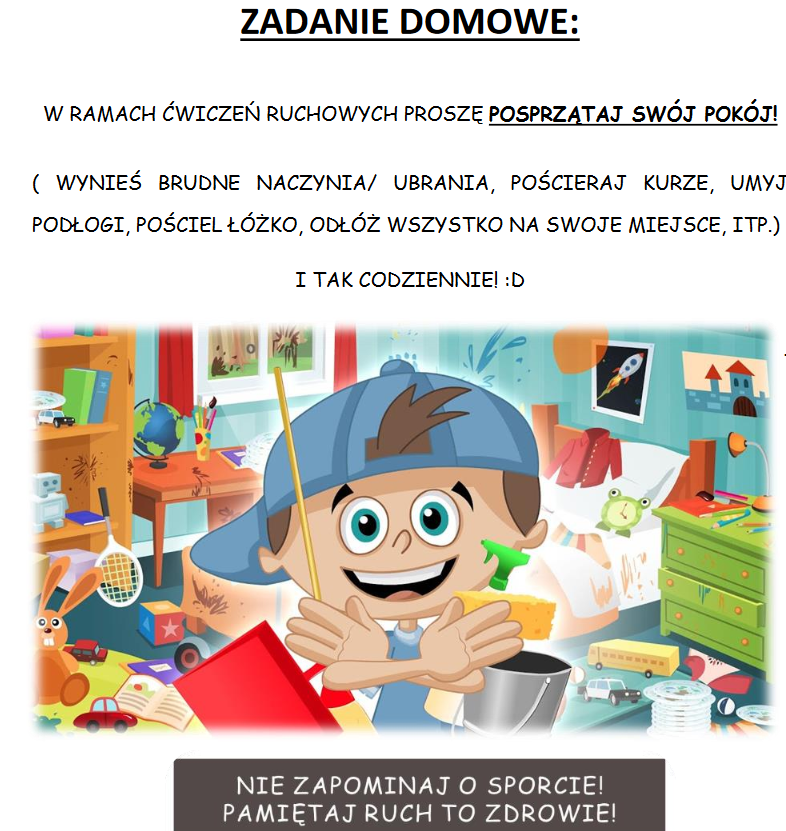 ZADANIE DOMOWE:
W RAMACH ĆWICZEŃ RUCHOWYCH PROSZĘ POSPRZĄTAJ SWÓJ POKÓJ!
( WYNIEŚ BRUDNE NACZYNIA/ UBRANIA, POŚCIERAJ KURZE, UMYJ
PODŁOGI, POŚCIEL ŁÓŻKO, ODŁÓŻ WSZYSTKO NA SWOJE MIEJSCE, ITP.)
I TAK CODZIENNIE! :D
NIE ZAPOMINAJ O SPORCIE!
PAMIĘTAJ RUCH TO ZDROWIE!